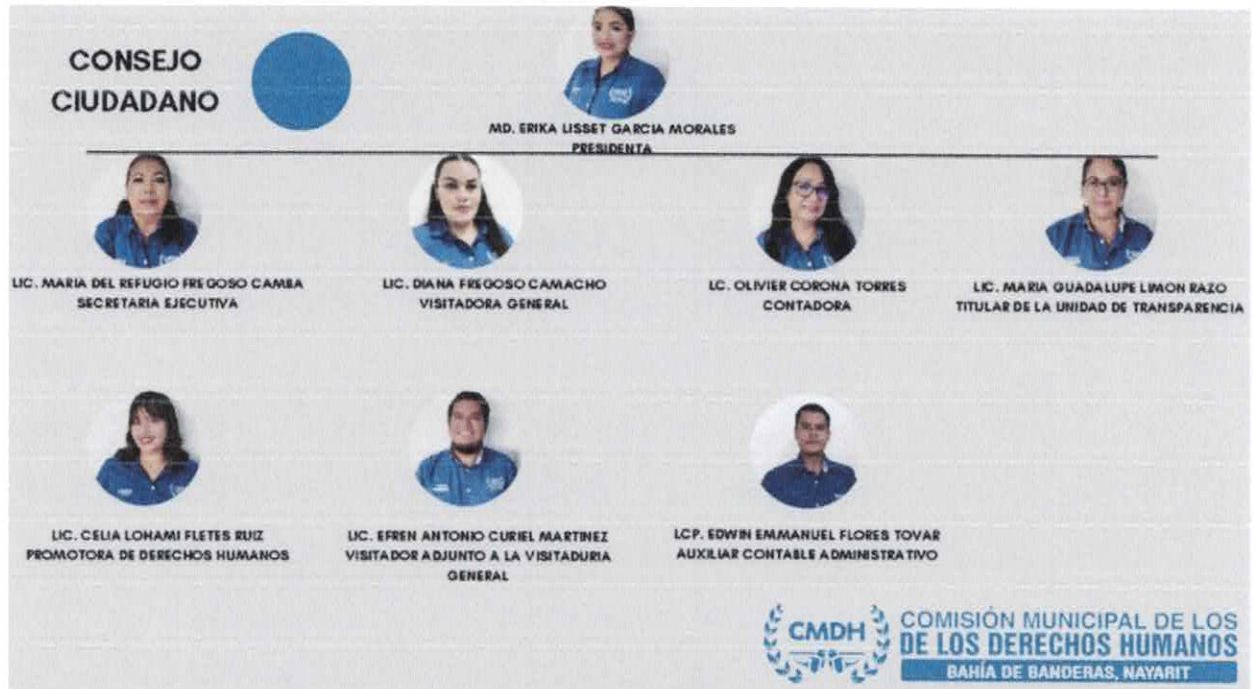 CONSEJO
CIUDADANO
MD. ERIKA LISSET GARCIA MORALES
PRESIDENTA
LIC. MARIA DEL REFUGIO FREGOSO CAMBA
SECRETARIA EJECUTIVA
LIC. DIANA FREGOSO CAMACHO
VISITADORA GENERAL
LC. OLIVIER CORONA TORRES
CONTADORA
LIC. MARIA GUADALUPE LIMON RAZO
TITULAR DE LA UNIDAD DE TRANSPARENCIA
LIC. CELIA LOHAMI FLETES RUIZ
PROMOTORA DE DERECHOS HUMANOS
LIC. EFREN ANTONIO CURIEL MARTINEZ
VISITADOR ADJUNTO A LA VISITADURIA
GENERAL
LCP. EDWIN EMMANUEL FLORES TOVAR
AUXILIAR CONTABLE ADMINISTRATIVO
CMDH
COMISIÓN MUNICIPAL DE LOS
DE LOS DERECHOS HUMANOS
BAHÍA DE BANDERAS, NAYARIT